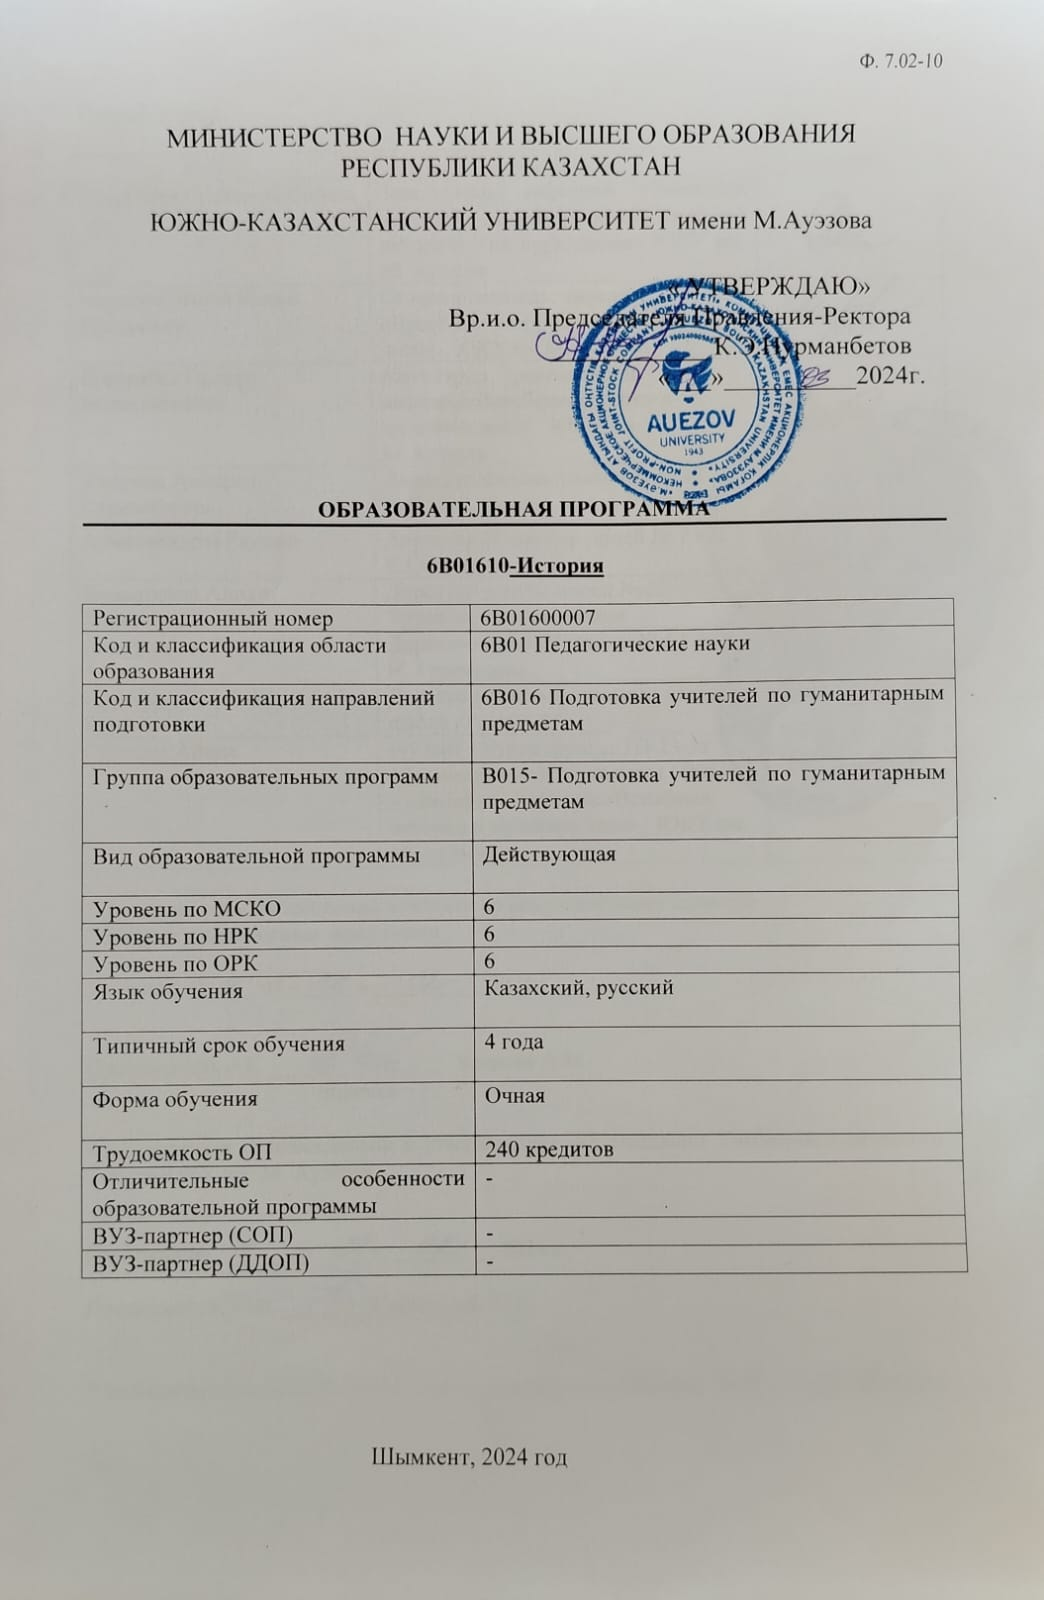 Ф. 7.02-10
МИНИСТЕРСТВО НАУКИ И ВЫСШЕГО ОБРАЗОВАНИЯ
РЕСПУБЛИКИ КАЗАХСТАН
ЮЖНО-КАЗАХСТАНСКИЙ УНИВЕРСИТЕТ имени М.Ауэзова
«УТВЕРЖДАЮ»
Вр.и.о. Председателя Правления-Ректора
К.Э.Нурманбетов
« »__________03 2024г.
AUEZOV
UNIVERSITY
1943
ОБРАЗОВАТЕЛЬНАЯ ПРОГРАММА
6В01610-История
Регистрационный номер 6В01600007
Код и классификация области 6В01 Педагогические науки
образования
Код и классификация направлений 6В016 Подготовка учителей по гуманитарным
подготовки предметам
Группа образовательных программ В015- Подготовка учителей по гуманитарным
предметам
Вид образовательной программы Действующая
Уровень по МСКО 6
Уровень по НРК 6
Уровень по ОРК 6
Язык обучения Казахский, русский
Типичный срок обучения 4 года
Форма обучения Очная
Трудоемкость ОП 240 кредитов
Отличительные особенности -
образовательной программы
ВУЗ-партнер (СОП) -
ВУЗ-партнер (ДДОП) -
Шымкент, 2024 год